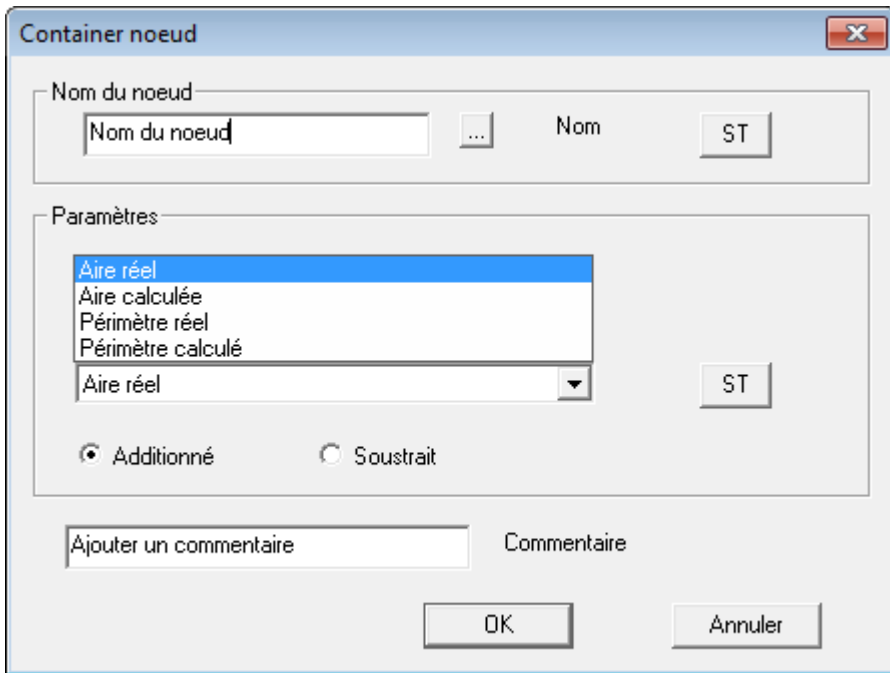 Container noeud
Nom du noeud
Nom du noeud ... Nom ST
Paramètres
Aire réel
Aire calculée
Périmètre réel
Périmètre calculé
Aire réel ST
Additionné Soustrait
Ajouter un commentaire Commentaire
OK Annuler